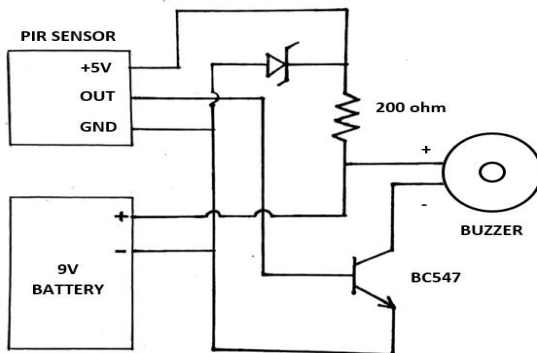 PIR SENSOR
+5V
OUT
GND
200 ohm
+
-
BUZZER
+
-
9V
BATTERY
BC547